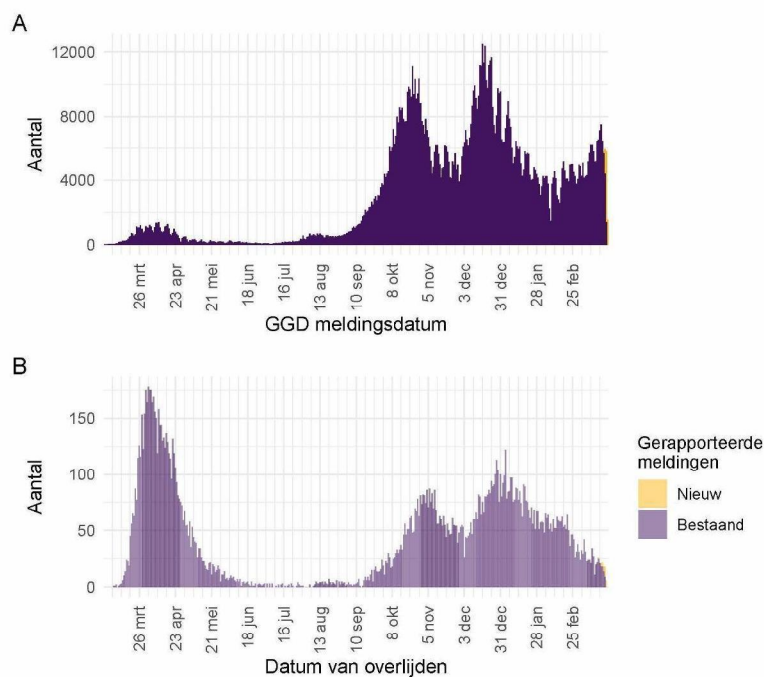 A
12000
8000
4000
0
Aantal
26 mrt
23 apr
21 mei
18 jun
16 jul
13 aug
10 sep
8 okt
5 nov
3 dec
31 dec
28 jan
25 feb
GGD meldingsdatum
B
150
100
50
0
Aantal
26 mrt
23 apr
21 mei
18 jun
16 jul
13 aug
10 sep
8 okt
5 nov
3 dec
31 dec
28 jan
25 feb
Datum van overlijden
Gerapporteerde
meldingen
Nieuw
Bestaand